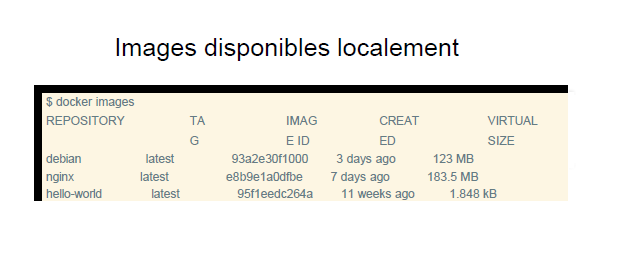 Images disponibles localement
$ docker images
REPOSITORY TA IMAG CREAT VIRTUAL
G E ID ED SIZE
debian latest 93a2e30f1000 3 days ago 123 MB
nginx latest e8b9e1a0dfbe 7 days ago 183.5 MB
hello-world latest 95f1eedc264a 11 weeks ago 1.848 kB